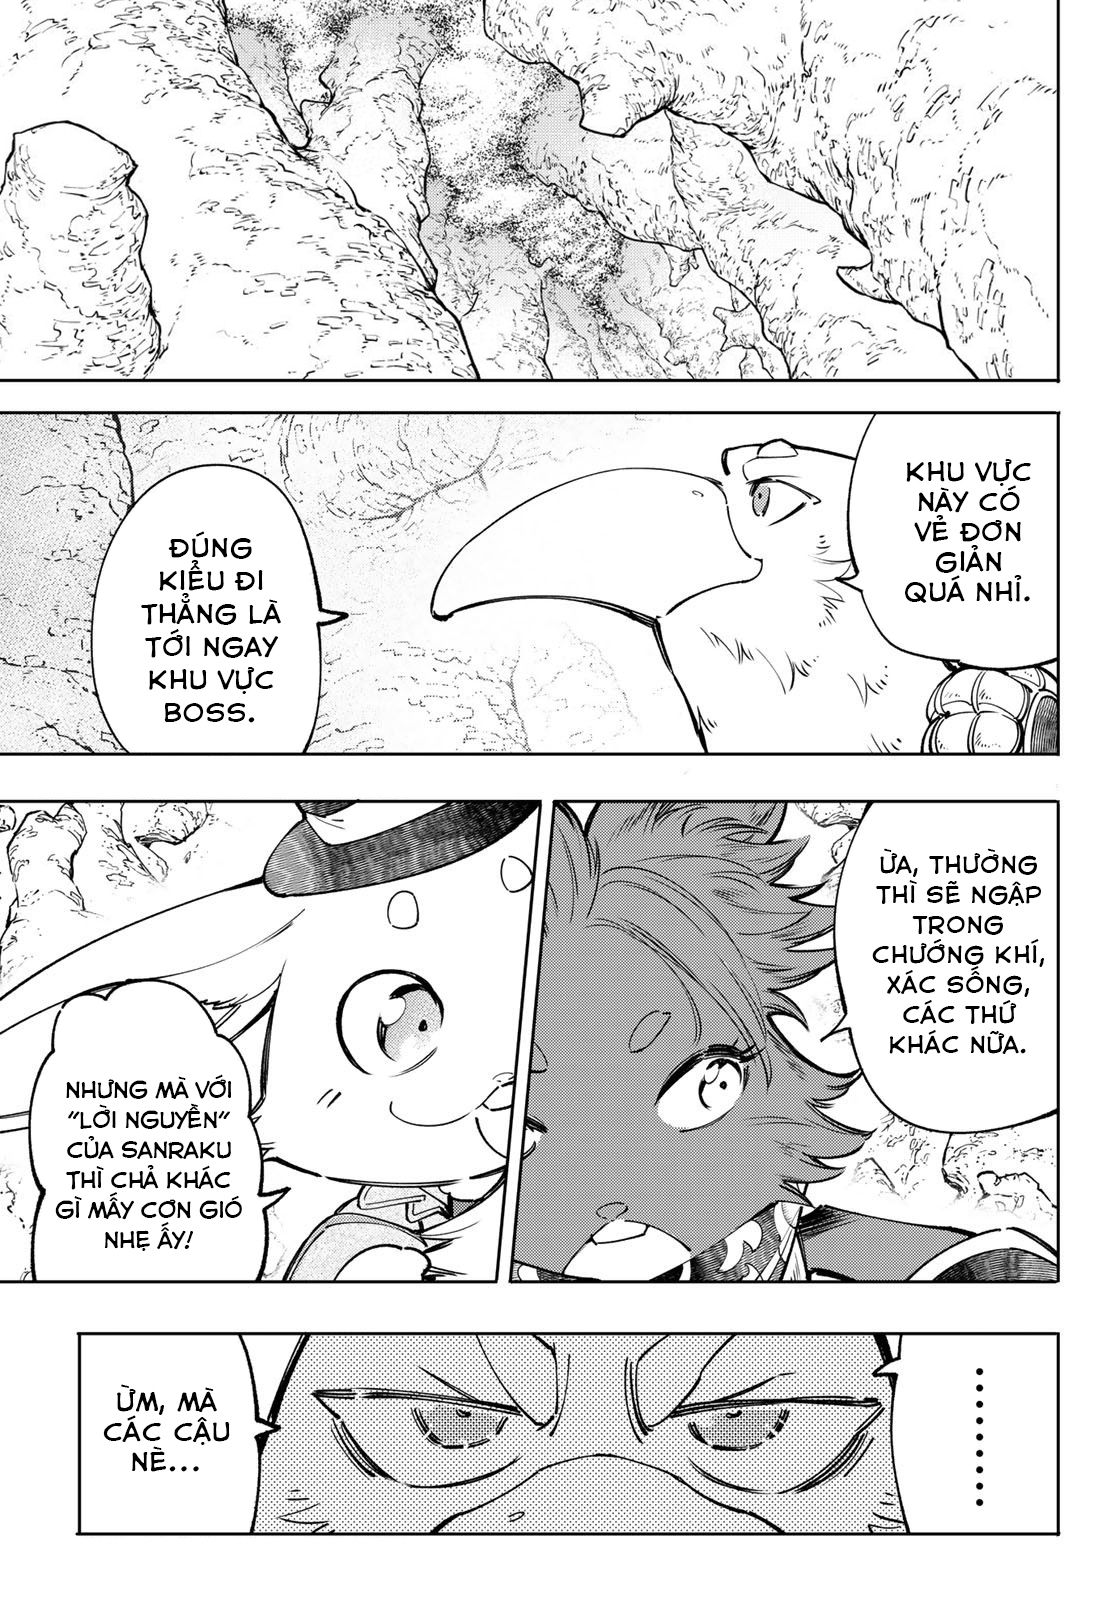 KHU VỰC
NÀY CÓ
VẺ ĐƠN
GIẢN
QUÁ NHỈ.
ĐÚNG
KIỂU ĐI
THẲNG LÀ
TỚI NGAY
KHU VỰC
BOSS.
ỪA, THƯỜNG
THÌ SẼ NGẬP
TRONG
CHƯỚNG KHÍ,
XÁC SỐNG,
CÁC THỨ
KHÁC NỮA.
NHƯNG MÀ VỚI
"LỜI NGUYỀN"
CỦA SANRAKU
THÌ CHẢ KHÁC
GÌ MẤY CƠN GIÓ
NHẸ ẤY!
........
ỪM, MÀ
CÁC CẬU
NÈ...